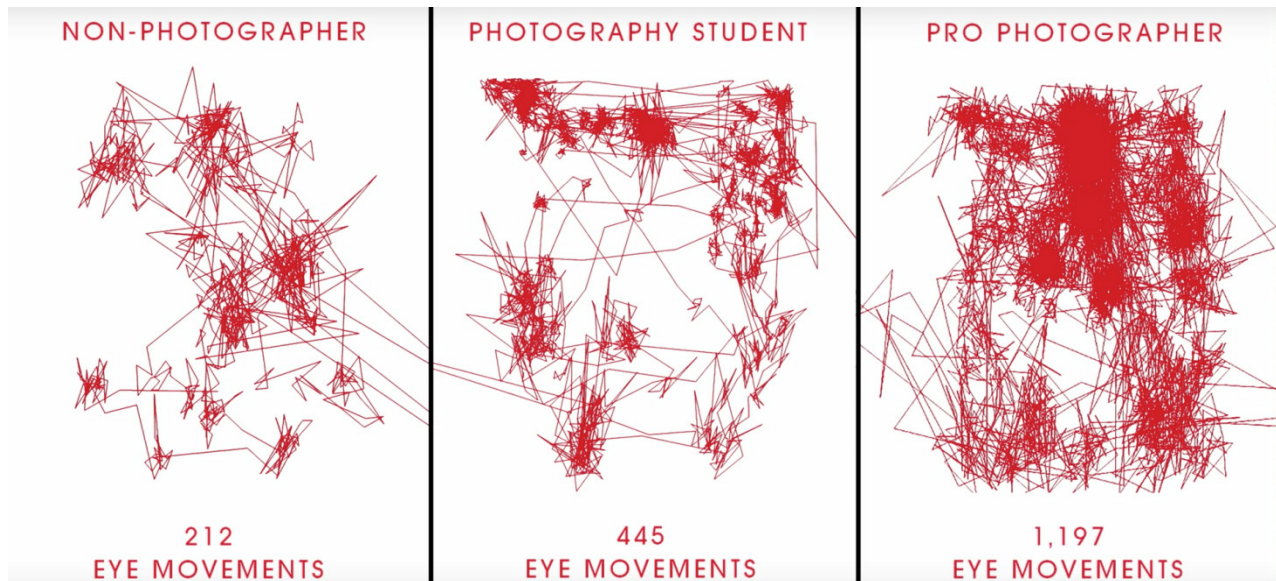 NON-PHOTOGRAPHER
212
EYE MOVEMENTS
PHOTOGRAPHY STUDENT
445
EYE MOVEMENTS
PRO PHOTOGRAPHER
1,197
EYE MOVEMENTS